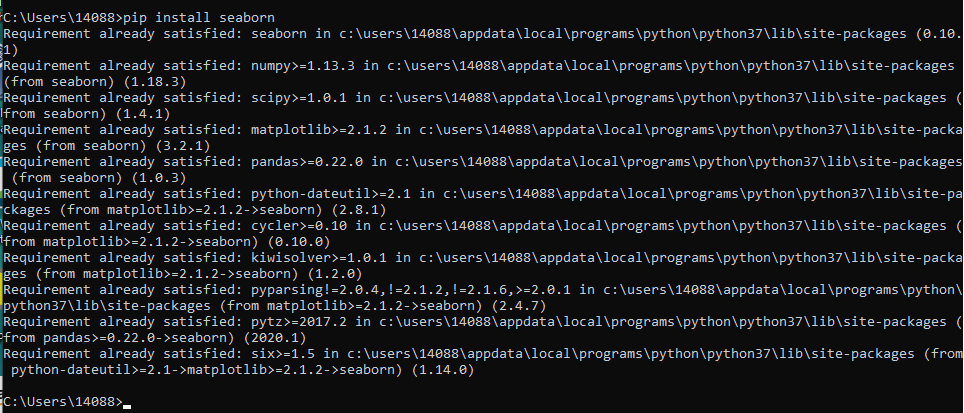 C:\Users\14088>pip install seaborn
Requirement already satisfied: seaborn in c:\users\14088\appdata\local\programs\python\python37\lib\site-packages (0.10.
1)
Requirement already satisfied: numpy>=1.13.3 in c:\users\14088\appdata\local\programs\python\python37\lib\site-packages
(from seaborn) (1.18.3)
Requirement already satisfied: scipy>=1.0.1 in c:\users\14088\appdata\local\programs\python\python37\lib\site-packages (
from seaborn) (1.4.1)
Requirement already satisfied: matplotlib>=2.1.2 in c:\users\14088\appdata\local\programs\python\python37\lib\site-packa
ges (from seaborn) (3.2.1)
Requirement already satisfied: pandas>=0.22.0 in c:\users\14088\appdata\local\programs\python\python37\lib\site-packages
(from seaborn) (1.0.3)
Requirement already satisfied: python-dateutil>=2.1 in c:\users\14088\appdata\local\programs\python\python37\lib\site-pa
ckages (from matplotlib>=2.1.2->seaborn) (2.8.1)
Requirement already satisfied: cycler>=0.10 in c:\users\14088\appdata\local\programs\python\python37\lib\site-packages (
from matplotlib>=2.1.2->seaborn) (0.10.0)
Requirement already satisfied: kiwisolver>=1.0.1 in c:\users\14088\appdata\local\programs\python\python37\lib\site-packa
ges (from matplotlib>=2.1.2->seaborn) (1.2.0)
Requirement already satisfied: pyparsing!=2.0.4,!=2.1.2,!=2.1.6,>=2.0.1 in c:\users\14088\appdata\local\programs\python\
python37\lib\site-packages (from matplotlib>=2.1.2->seaborn) (2.4.7)
Requirement already satisfied: pytz>=2017.2 in c:\users\14088\appdata\local\programs\python\python37\lib\site-packages (
from pandas>=0.22.0->seaborn) (2020.1)
Requirement already satisfied: six>=1.5 in c:\users\14088\appdata\local\programs\python\python37\lib\site-packages (from
python-dateutil>=2.1->matplotlib>=2.1.2->seaborn) (1.14.0)
C:\Users\14088>